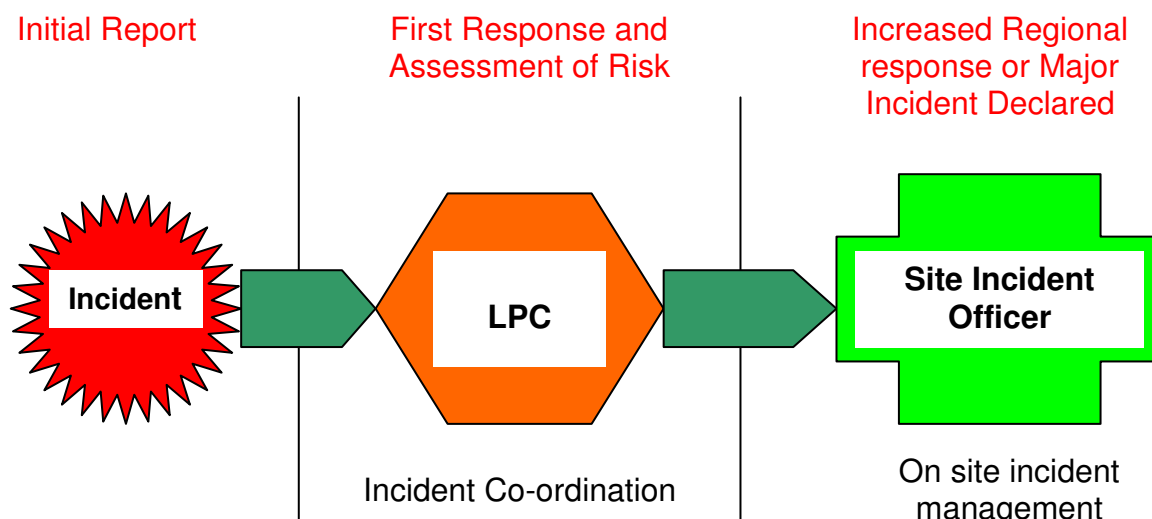 Initial Report
First Response and
Assessment of Risk
Increased Regional
response or Major
Incident Declared
Incident
LPC
Site Incident
Officer
Incident Co-ordination
On site incident
management